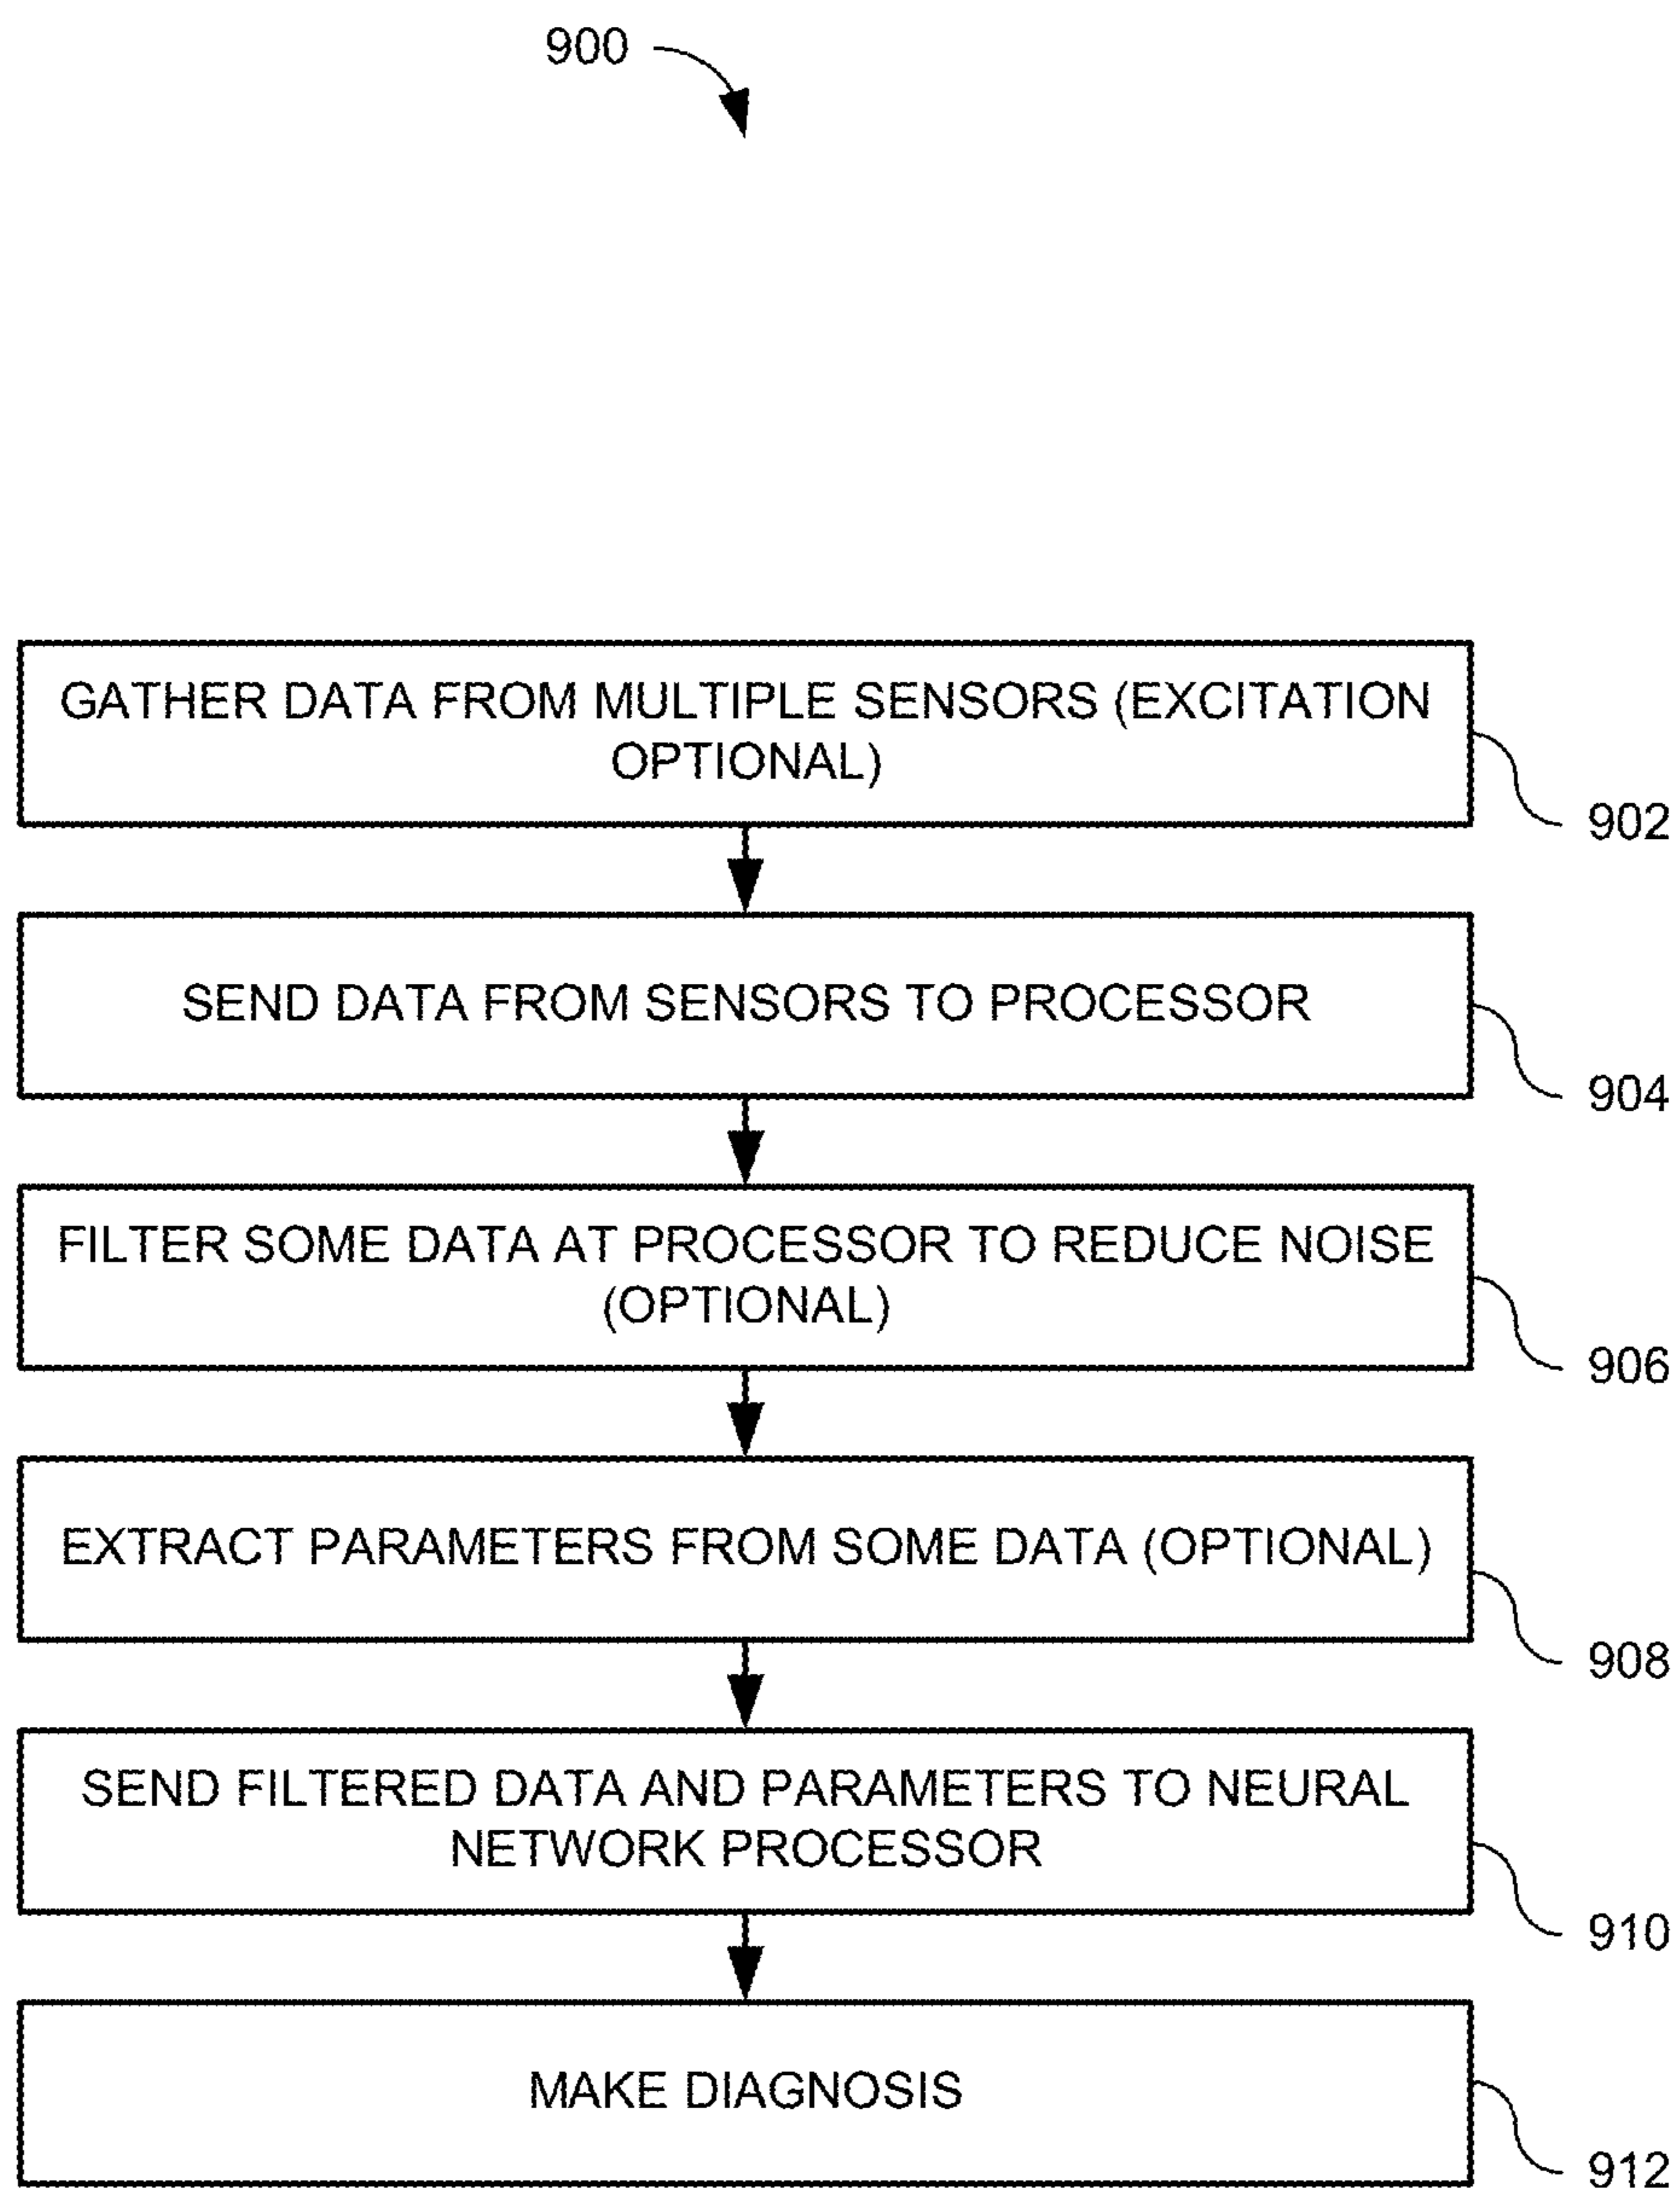 900
GATHER DATA FROM MULTIPLE SENSORS (EXCITATION
OPTIONAL)
902
SEND DATA FROM SENSORS TO PROCESSOR
904
FILTER SOME DATA AT PROCESSOR TO REDUCE NOISE
(OPTIONAL)
906
EXTRACT PARAMETERS FROM SOME DATA (OPTIONAL)
908
SEND FILTERED DATA AND PARAMETERS TO NEURAL
NETWORK PROCESSOR
910
MAKE DIAGNOSIS
912